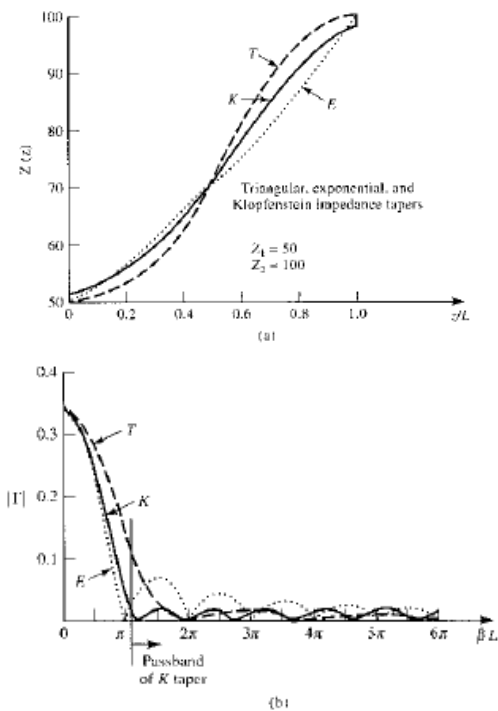 100
90
80
70
60
50
Z (z)
T
K
E
Triangular, exponential, and
Klopfenstein impedance tapers
Z₁ = 50
Z₂ = 100
0
0.2
0.4
0.6
0.8
1.0
z/L
(a)
0.4
0.3
0.2
0.1
|Γ|
T
K
E
0
π
2π
3π
4π
5π
6π
βL
Passband
of K taper
(b)